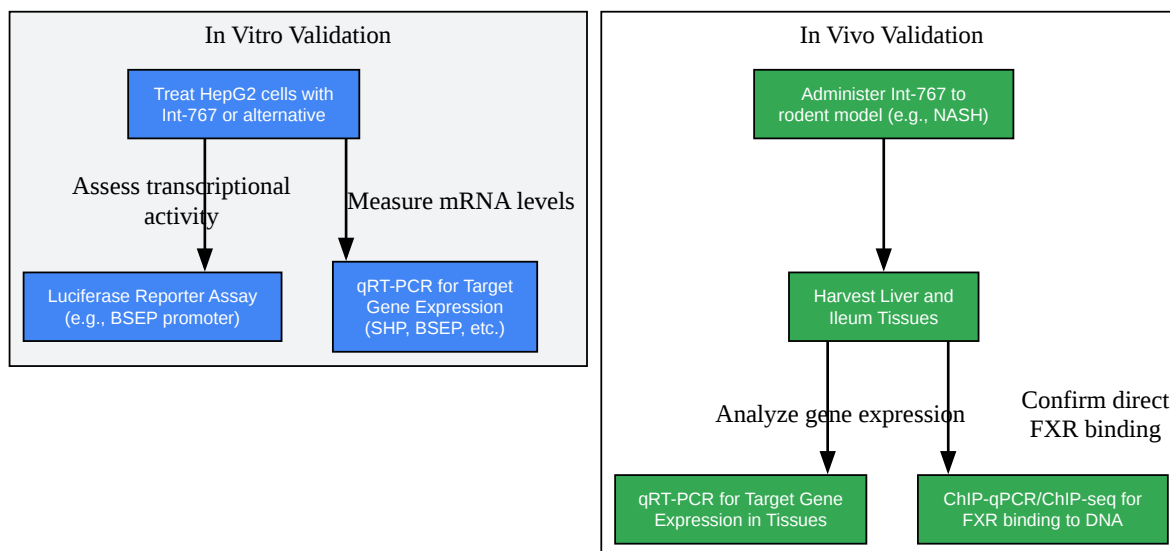 In Vitro Validation
Treat HepG2 cells with
Int-767 or alternative
Assess transcriptional
activity
Measure mRNA levels
Luciferase Reporter Assay
(e.g., BSEP promoter)
qRT-PCR for Target
Gene Expression
(SHP, BSEP, etc.)
In Vivo Validation
Administer Int-767 to
rodent model (e.g., NASH)
Harvest Liver and
Ileum Tissues
Analyze gene expression
Confirm direct
FXR binding
qRT-PCR for Target Gene
Expression in Tissues
ChIP-qPCR/ChIP-seq for
FXR binding to DNA